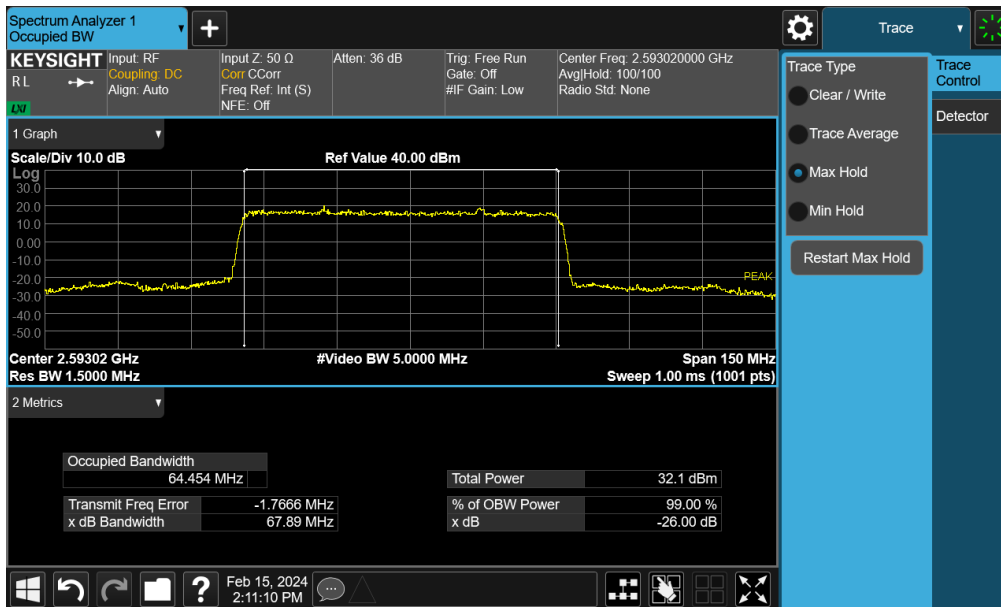 Spectrum Analyzer 1
Occupied BW
▼
+
Trace
▼
KEYSIGHT
R L
LXI
Input: RF
Coupling: DC
Align: Auto
Input Z: 50 Ω
Corr CCorr
Freq Ref: Int (S)
NFE: Off
Atten: 36 dB
Trig: Free Run
Gate: Off
#IF Gain: Low
Center Freq: 2.593020000 GHz
Avg|Hold: 100/100
Radio Std: None
1 Graph
▼
Scale/Div 10.0 dB
Ref Value 40.00 dBm
Log
30.0
20.0
10.0
0.00
-10.0
-20.0
-30.0
-40.0
-50.0
PEAK
Center 2.59302 GHz
#Video BW 5.0000 MHz
Span 150 MHz
Res BW 1.5000 MHz
Sweep 1.00 ms (1001 pts)
2 Metrics
▼
Occupied Bandwidth
64.454 MHz
Total Power 32.1 dBm
Transmit Freq Error -1.7666 MHz
% of OBW Power 99.00 %
x dB Bandwidth 67.89 MHz
x dB -26.00 dB
Trace Type
Clear / Write
Trace Average
Max Hold
Min Hold
Restart Max Hold
Trace
Control
Detector
?
Feb 15, 2024
2:11:10 PM